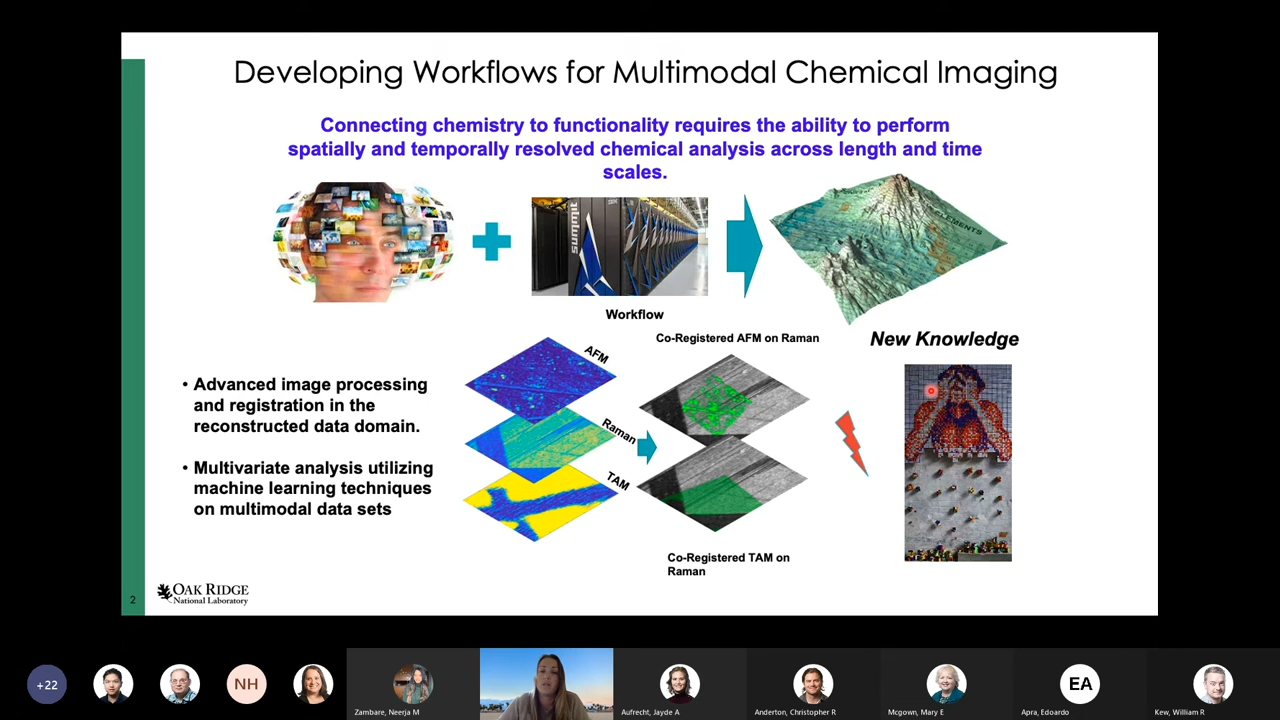 Developing Workflows for Multimodal Chemical Imaging
Connecting chemistry to functionality requires the ability to perform
spatially and temporally resolved chemical analysis across length and time
scales.
summit
ELEMENTS
Workflow
Co-Registered AFM on Raman
New Knowledge
AFM
Raman
TAM
• Advanced image processing
and registration in the
reconstructed data domain.
• Multivariate analysis utilizing
machine learning techniques
on multimodal data sets
Co-Registered TAM on
Raman
2
OAK RIDGE
National Laboratory
+22
NH
Zambare, Neerja M
Aufrecht, Jayde A
Anderton, Christopher R
Mcgown, Mary E
EA
Apra, Edoardo
Kew, William R